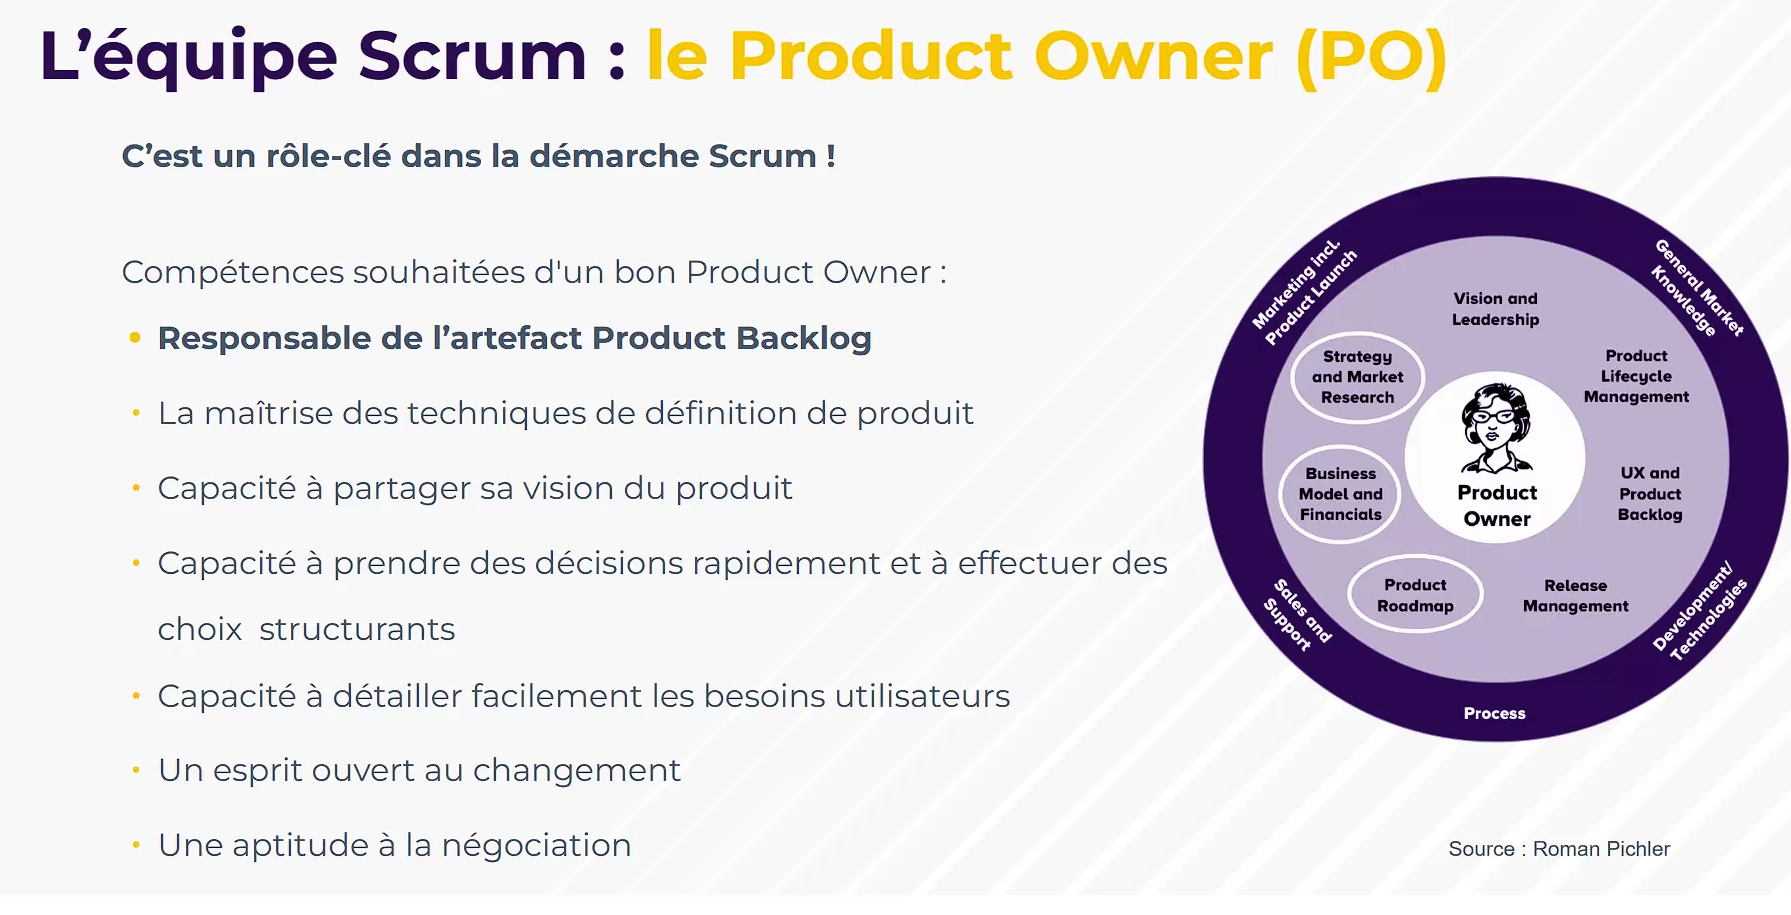 L’équipe Scrum : le Product Owner (PO)
C’est un rôle-clé dans la démarche Scrum !
Compétences souhaitées d'un bon Product Owner :
• Responsable de l’artefact Product Backlog
• La maîtrise des techniques de définition de produit
• Capacité à partager sa vision du produit
• Capacité à prendre des décisions rapidement et à effectuer des
choix  structurants
• Capacité à détailler facilement les besoins utilisateurs
• Un esprit ouvert au changement
• Une aptitude à la négociation
Marketing incl.
Product Launch
General Market
Knowledge
Vision and
Leadership
Strategy
and Market
Research
Product
Lifecycle
Management
Business
Model and
Financials
Product
Owner
UX and
Product
Backlog
Product
Roadmap
Release
Management
Sales and
Support
Development/
Technologies
Process
Source : Roman Pichler